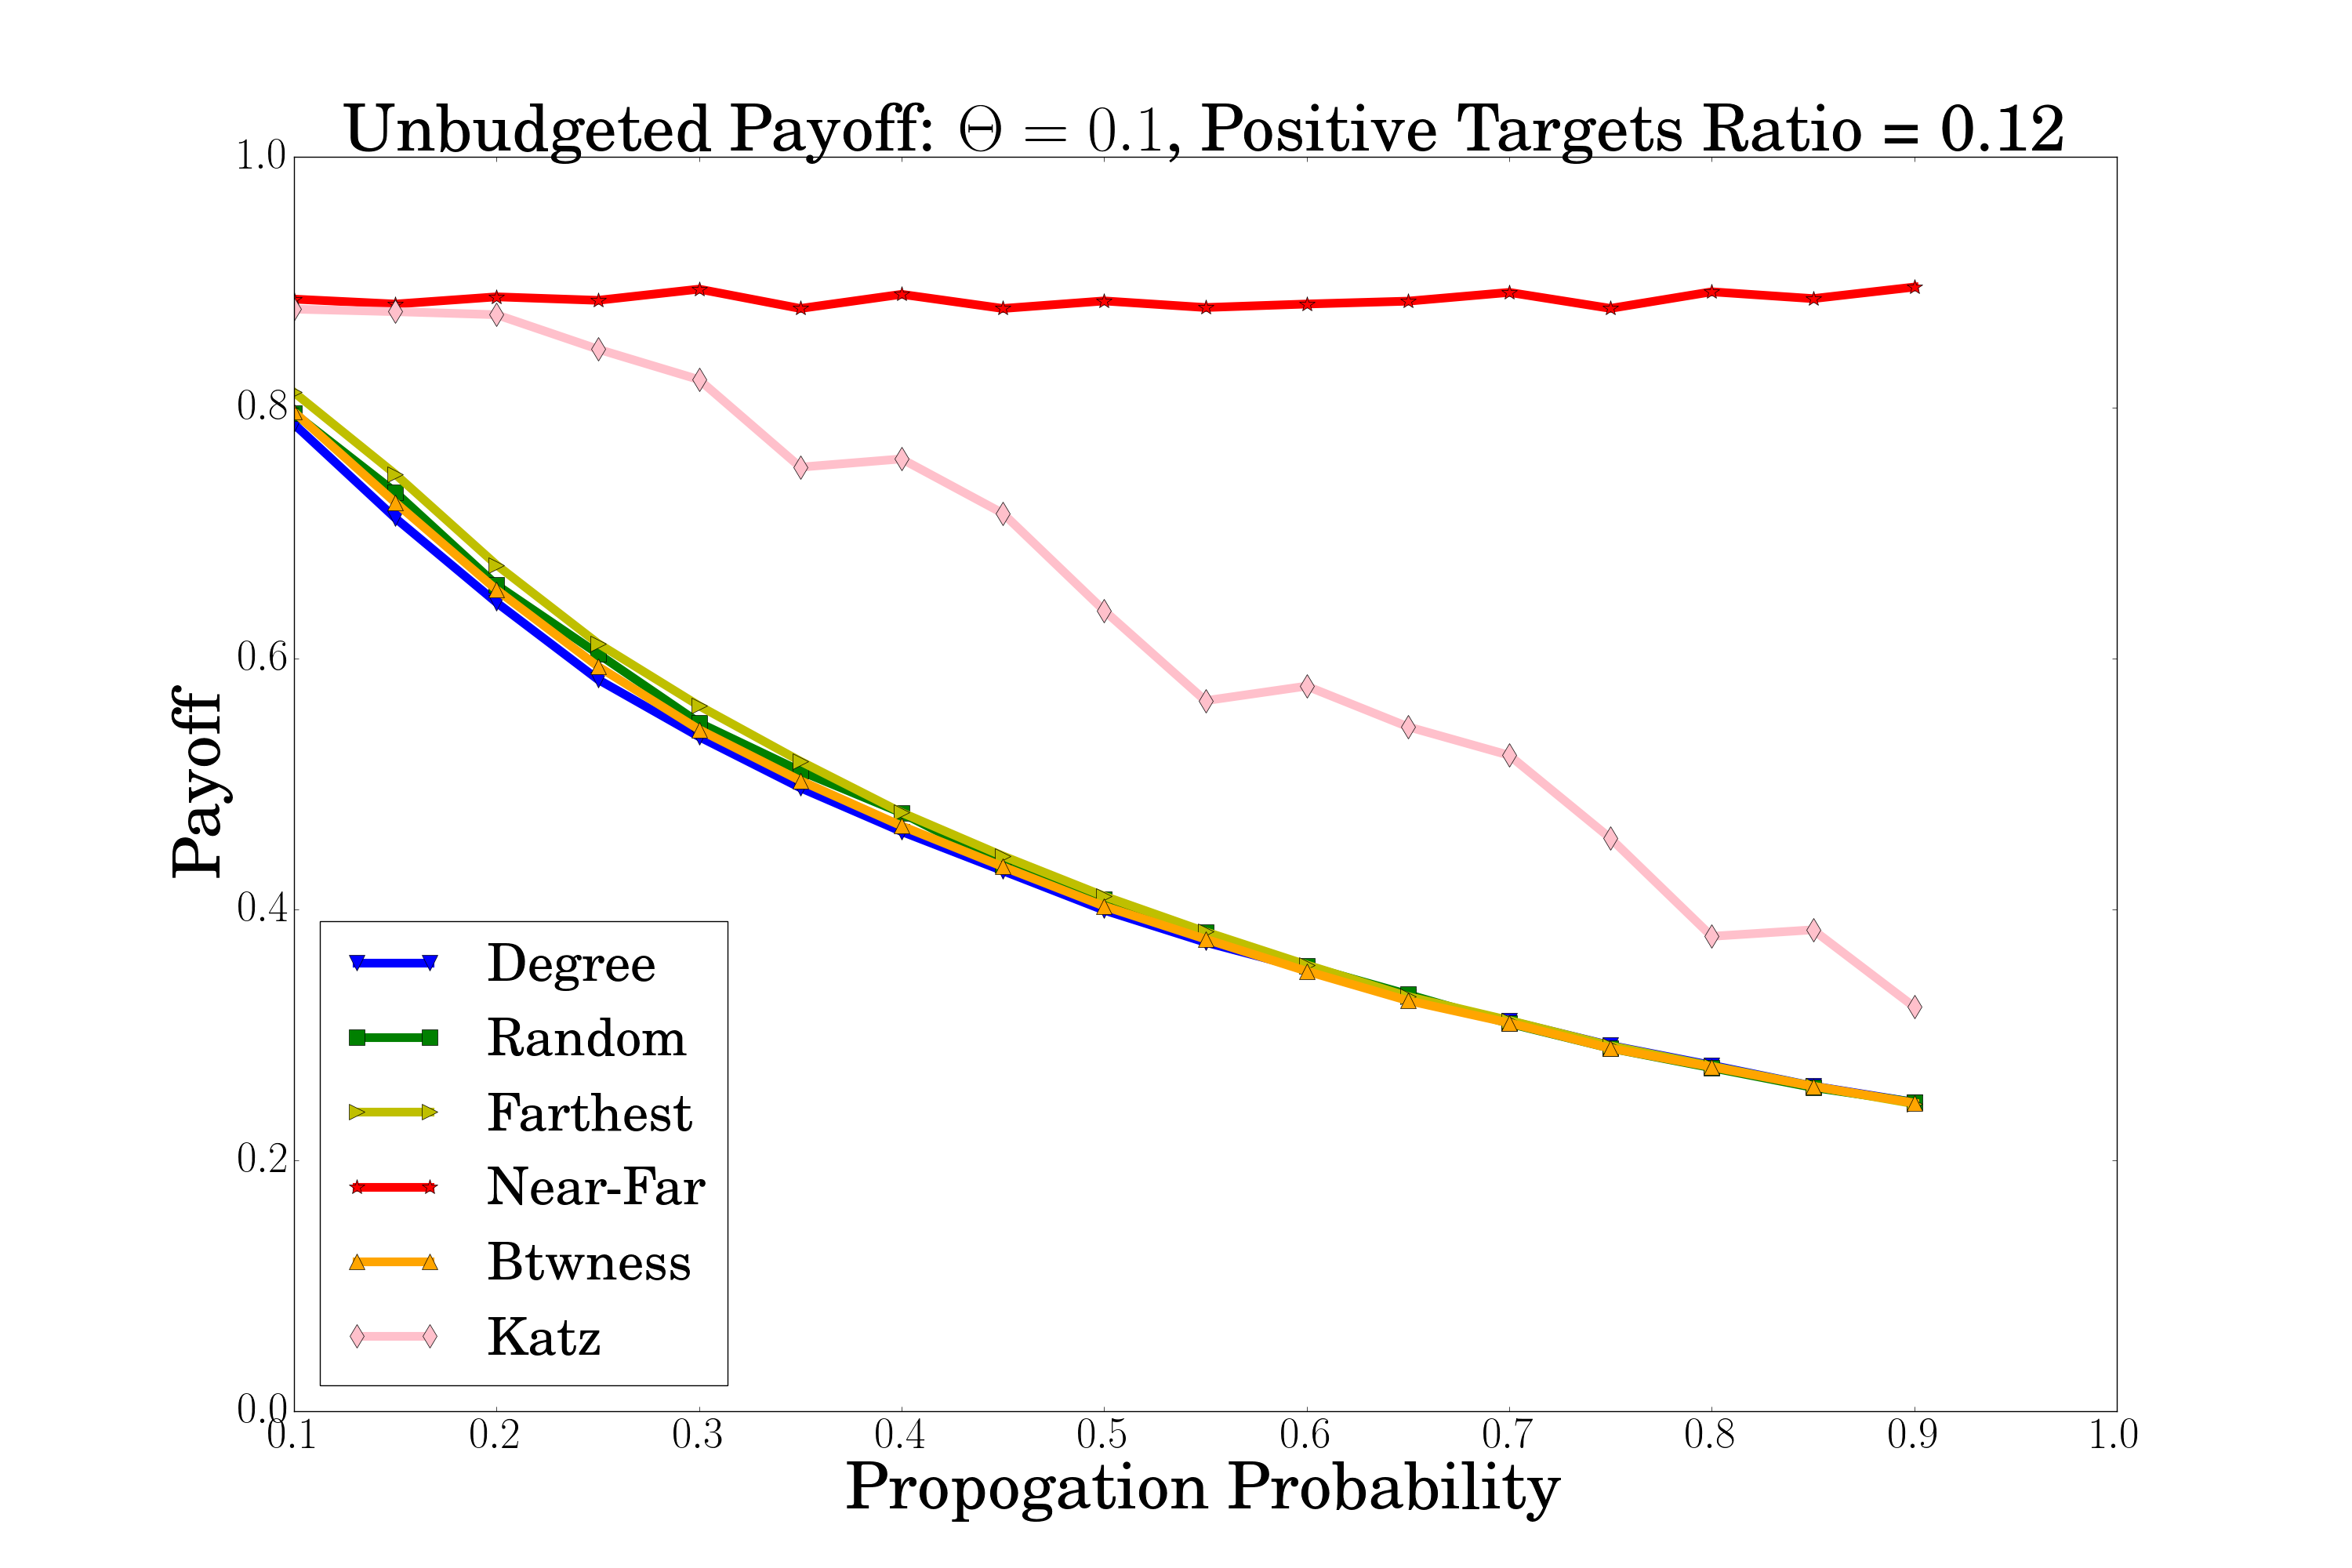 Unbudgeted Payoff: Θ = 0.1, Positive Targets Ratio = 0.12
1.0
0.8
0.6
0.4
0.2
0.0
Payoff
Degree
Random
Farthest
Near-Far
Btwness
Katz
0.1 0.2 0.3 0.4 0.5 0.6 0.7 0.8 0.9 1.0
Propogation Probability